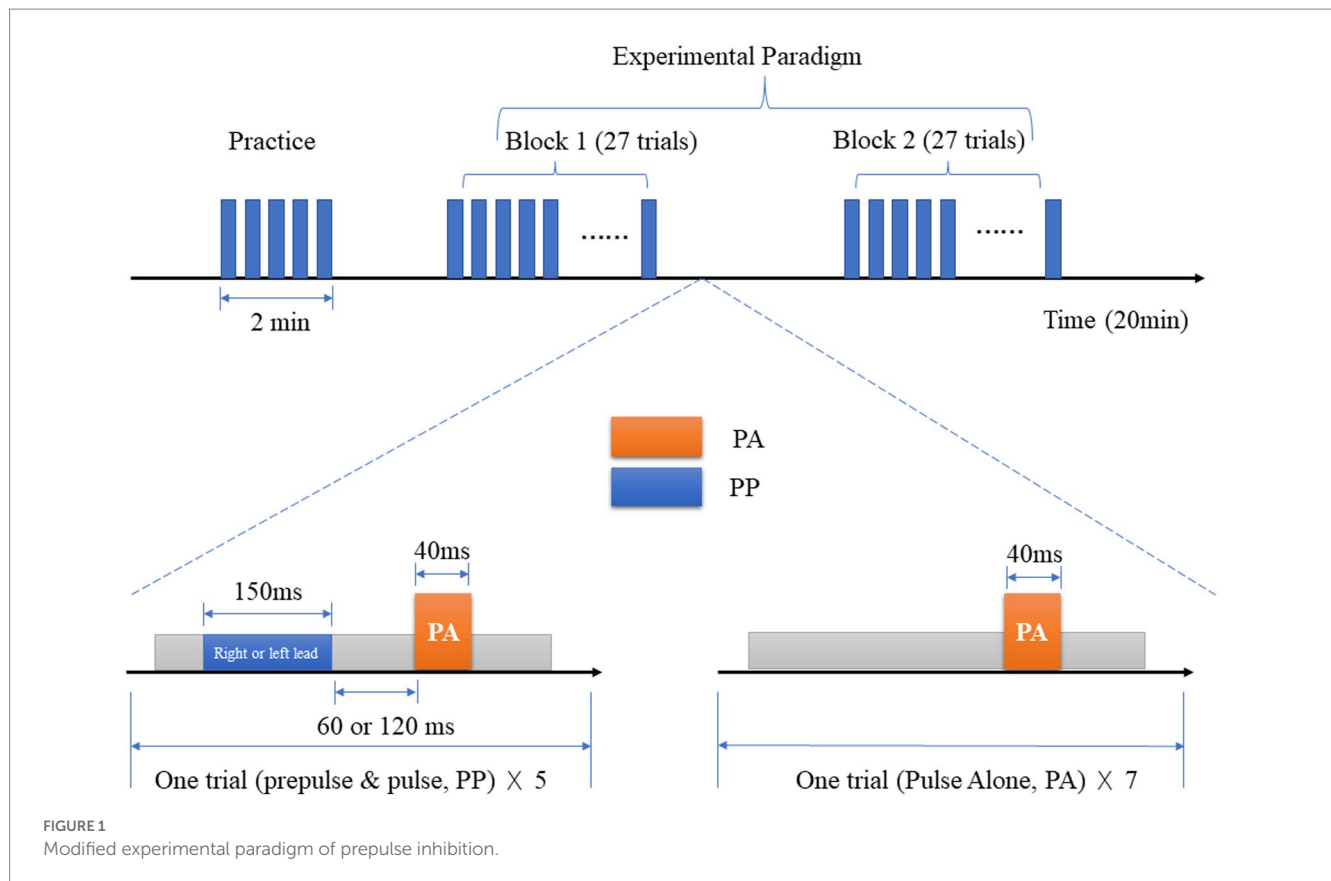 Experimental Paradigm
Practice
Block 1 (27 trials)
Block 2 (27 trials)
......
......
2 min
Time (20min)
PA
PP
40ms
150ms
PA
Right or left lead
60 or 120 ms
One trial (prepulse & pulse, PP) X 5
40ms
PA
One trial (Pulse Alone, PA) X 7
FIGURE 1
Modified experimental paradigm of prepulse inhibition.